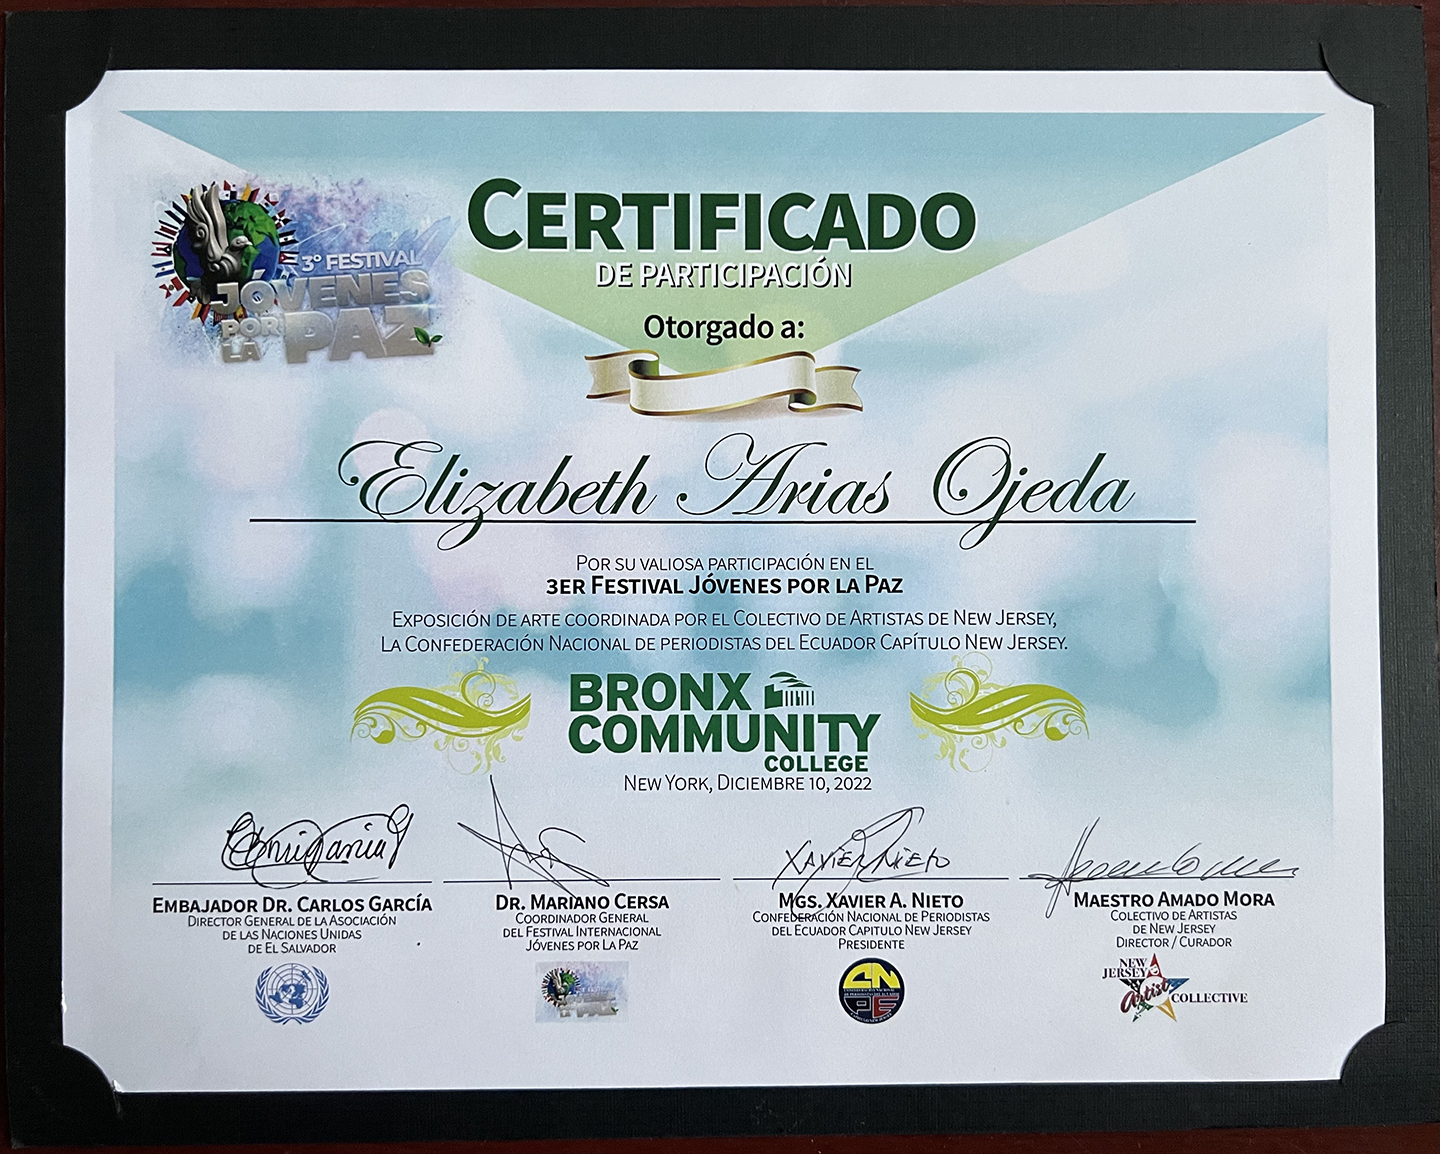 3º FESTIVAL
JÓVENES
POR LA PAZ
CERTIFICADO
DE PARTICIPACIÓN
Otorgado a:
Elizabeth Arias Ojeda
POR SU VALIOSA PARTICIPACIÓN EN EL
3ER FESTIVAL JÓVENES POR LA PAZ
EXPOSICIÓN DE ARTE COORDINADA POR EL COLECTIVO DE ARTISTAS DE NEW JERSEY,
LA CONFEDERACIÓN NACIONAL DE PERIODISTAS DEL ECUADOR CAPÍTULO NEW JERSEY.
BRONX
COMMUNITY
COLLEGE
NEW YORK, DICIEMBRE 10, 2022
XAVIER NIETO
EMBAJADOR DR. CARLOS GARCÍA
DIRECTOR GENERAL DE LA ASOCIACIÓN
DE LAS NACIONES UNIDAS
DE EL SALVADOR
DR. MARIANO CERSA
COORDINADOR GENERAL
DEL FESTIVAL INTERNACIONAL
JÓVENES POR LA PAZ
MGS. XAVIER A. NIETO
CONFEDERACIÓN NACIONAL DE PERIODISTAS
DEL ECUADOR CAPITULO NEW JERSEY
PRESIDENTE
MAESTRO AMADO MORA
COLECTIVO DE ARTISTAS
DE NEW JERSEY
DIRECTOR / CURADOR
CN
PE
NEW
JERSEY
Artist
COLLECTIVE